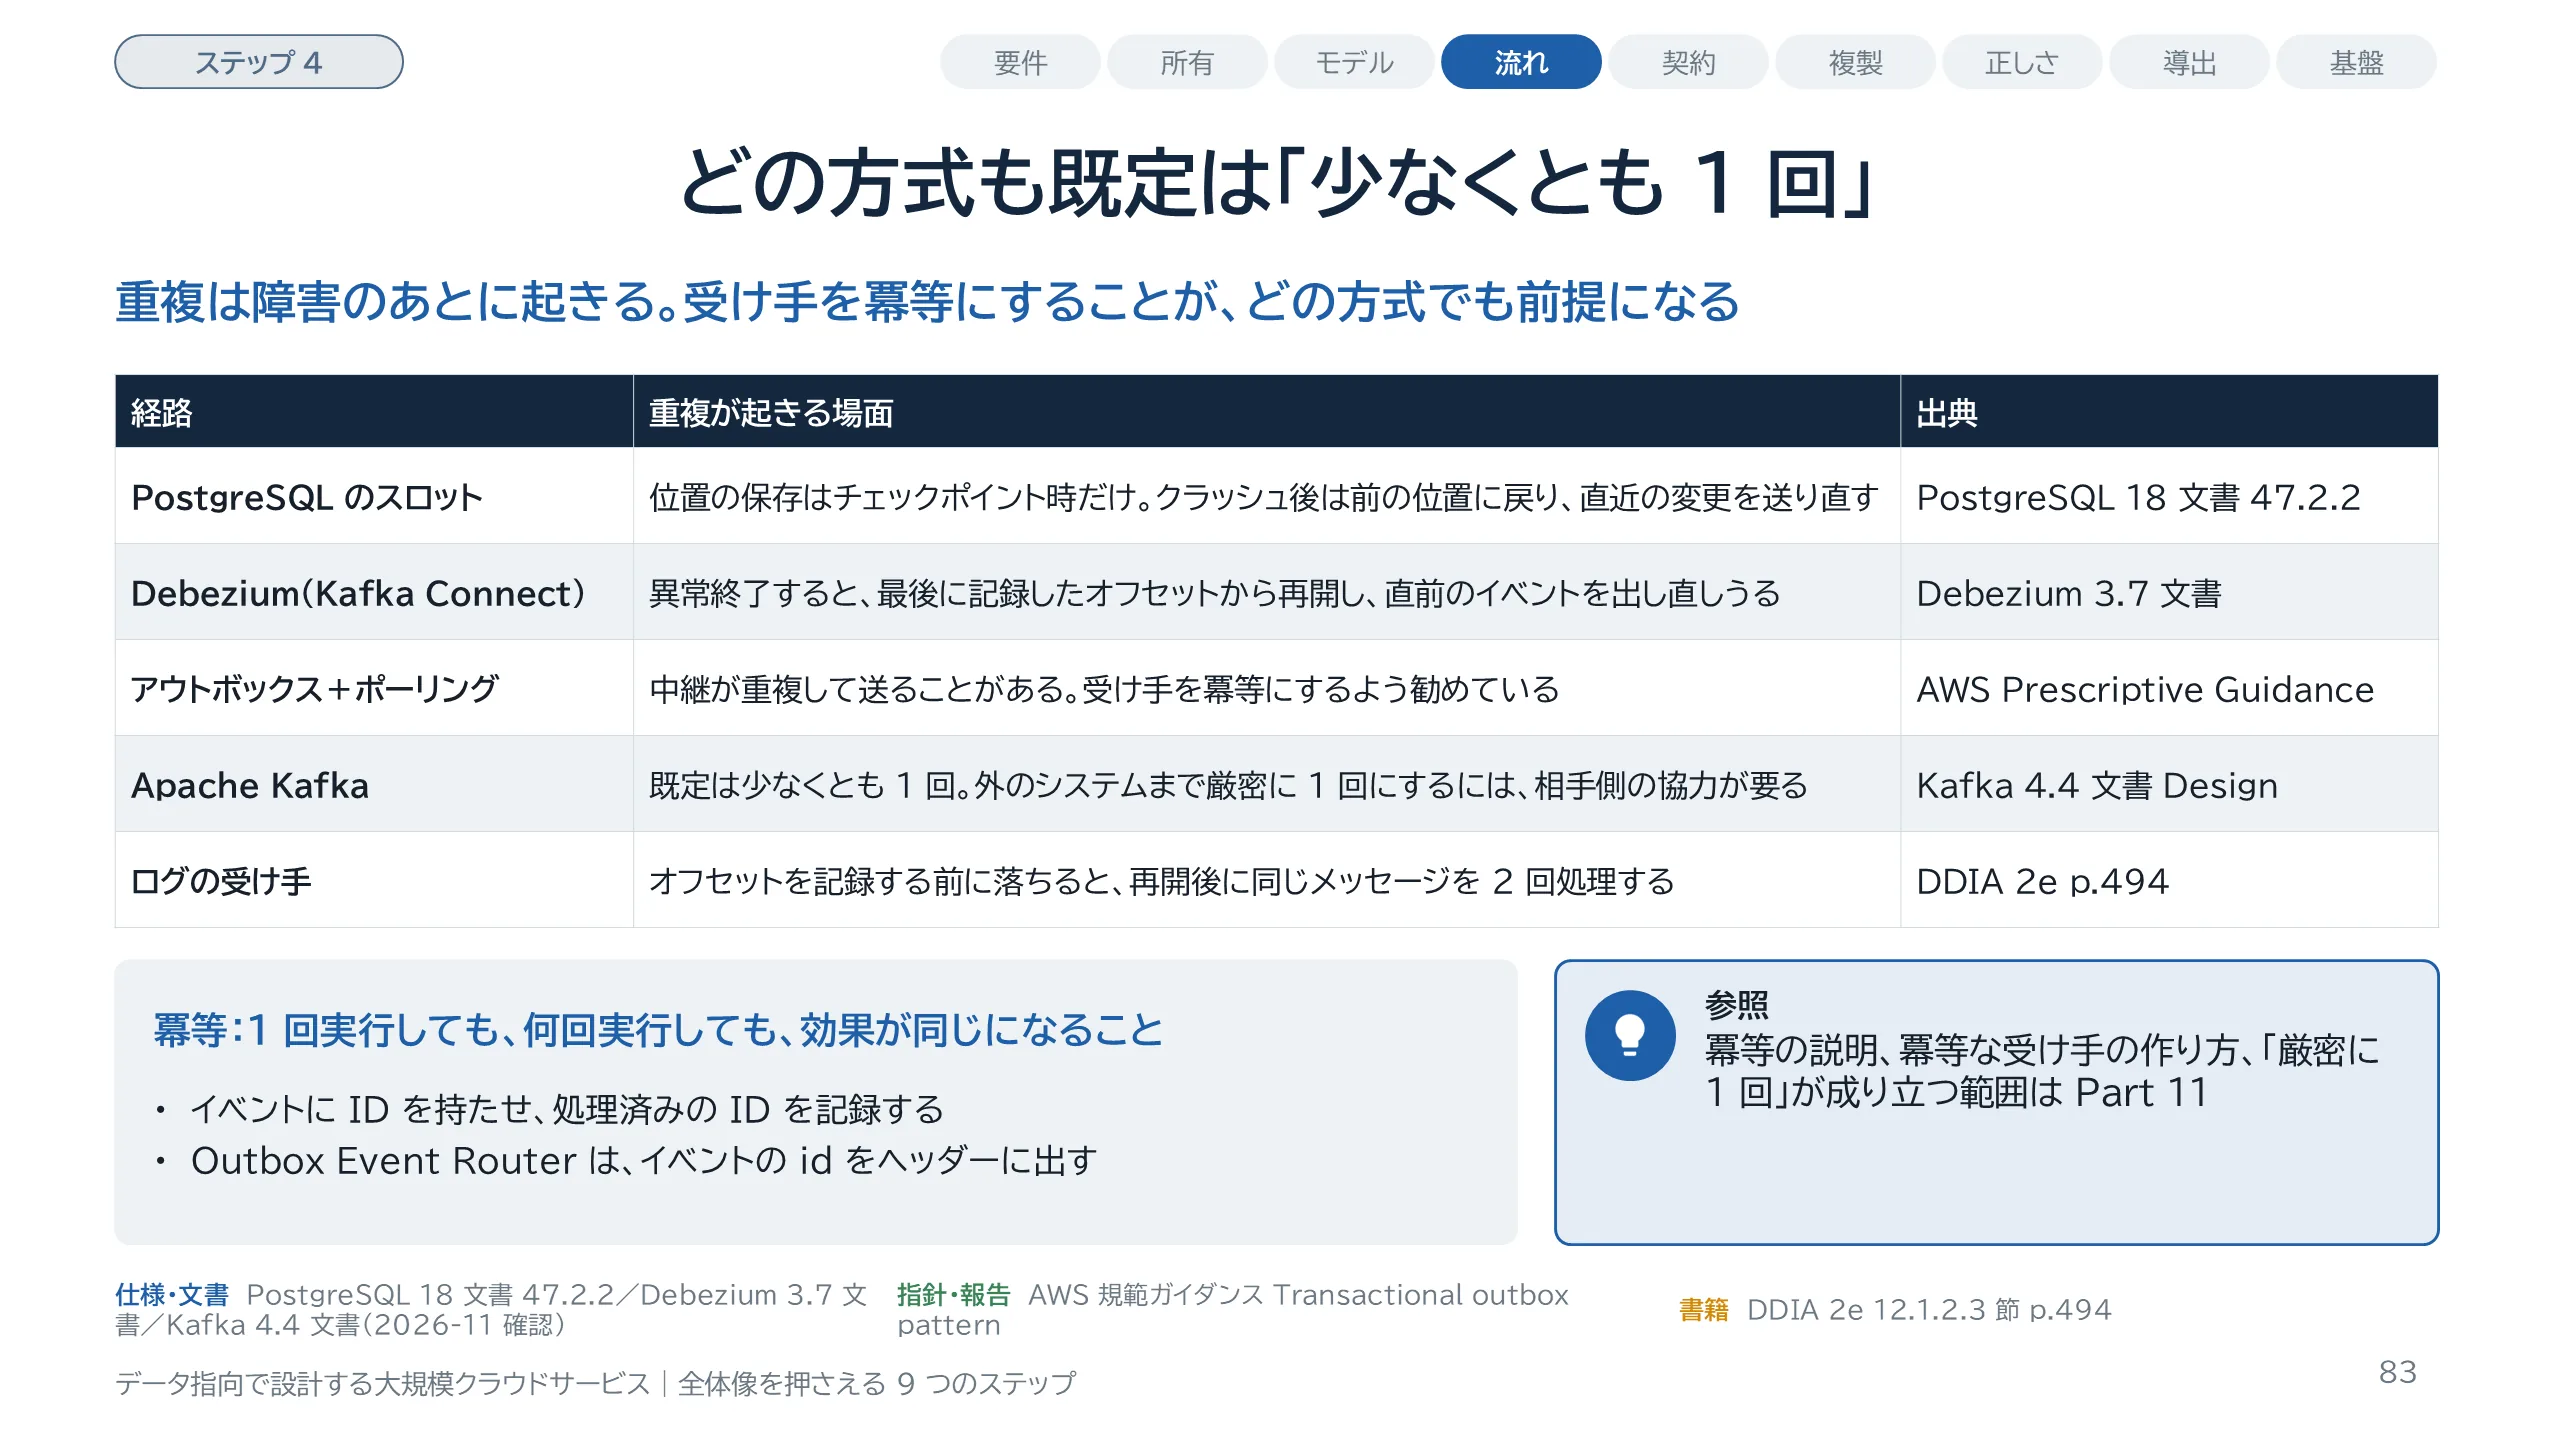 ステップ 4
要件
所有
モデル
流れ
契約
複製
正しさ
導出
基盤
どの方式も既定は「少なくとも 1 回」
重複は障害のあとに起きる。受け手を冪等にすることが、どの方式でも前提になる
経路
重複が起きる場面
出典
PostgreSQL のスロット
位置の保存はチェックポイント時だけ。クラッシュ後は前の位置に戻り、直近の変更を送り直す
PostgreSQL 18 文書 47.2.2
Debezium（Kafka Connect）
異常終了すると、最後に記録したオフセットから再開し、直前のイベントを出し直しうる
Debezium 3.7 文書
アウトボックス＋ポーリング
中継が重複して送ることがある。受け手を冪等にするよう勧めている
AWS Prescriptive Guidance
Apache Kafka
既定は少なくとも 1 回。外のシステムまで厳密に 1 回にするには、相手側の協力が要る
Kafka 4.4 文書 Design
ログの受け手
オフセットを記録する前に落ちると、再開後に同じメッセージを 2 回処理する
DDIA 2e p.494
冪等：1 回実行しても、何回実行しても、効果が同じになること
• イベントに ID を持たせ、処理済みの ID を記録する
• Outbox Event Router は、イベントの id をヘッダーに出す
参照
冪等の説明、冪等な受け手の作り方、「厳密に
1 回」が成り立つ範囲は Part 11
仕様・文書 PostgreSQL 18 文書 47.2.2／Debezium 3.7 文
書／Kafka 4.4 文書（2026-11 確認）
指針・報告 AWS 規範ガイダンス Transactional outbox
pattern
書籍 DDIA 2e 12.1.2.3 節 p.494
データ指向で設計する大規模クラウドサービス｜全体像を押さえる 9 つのステップ
83